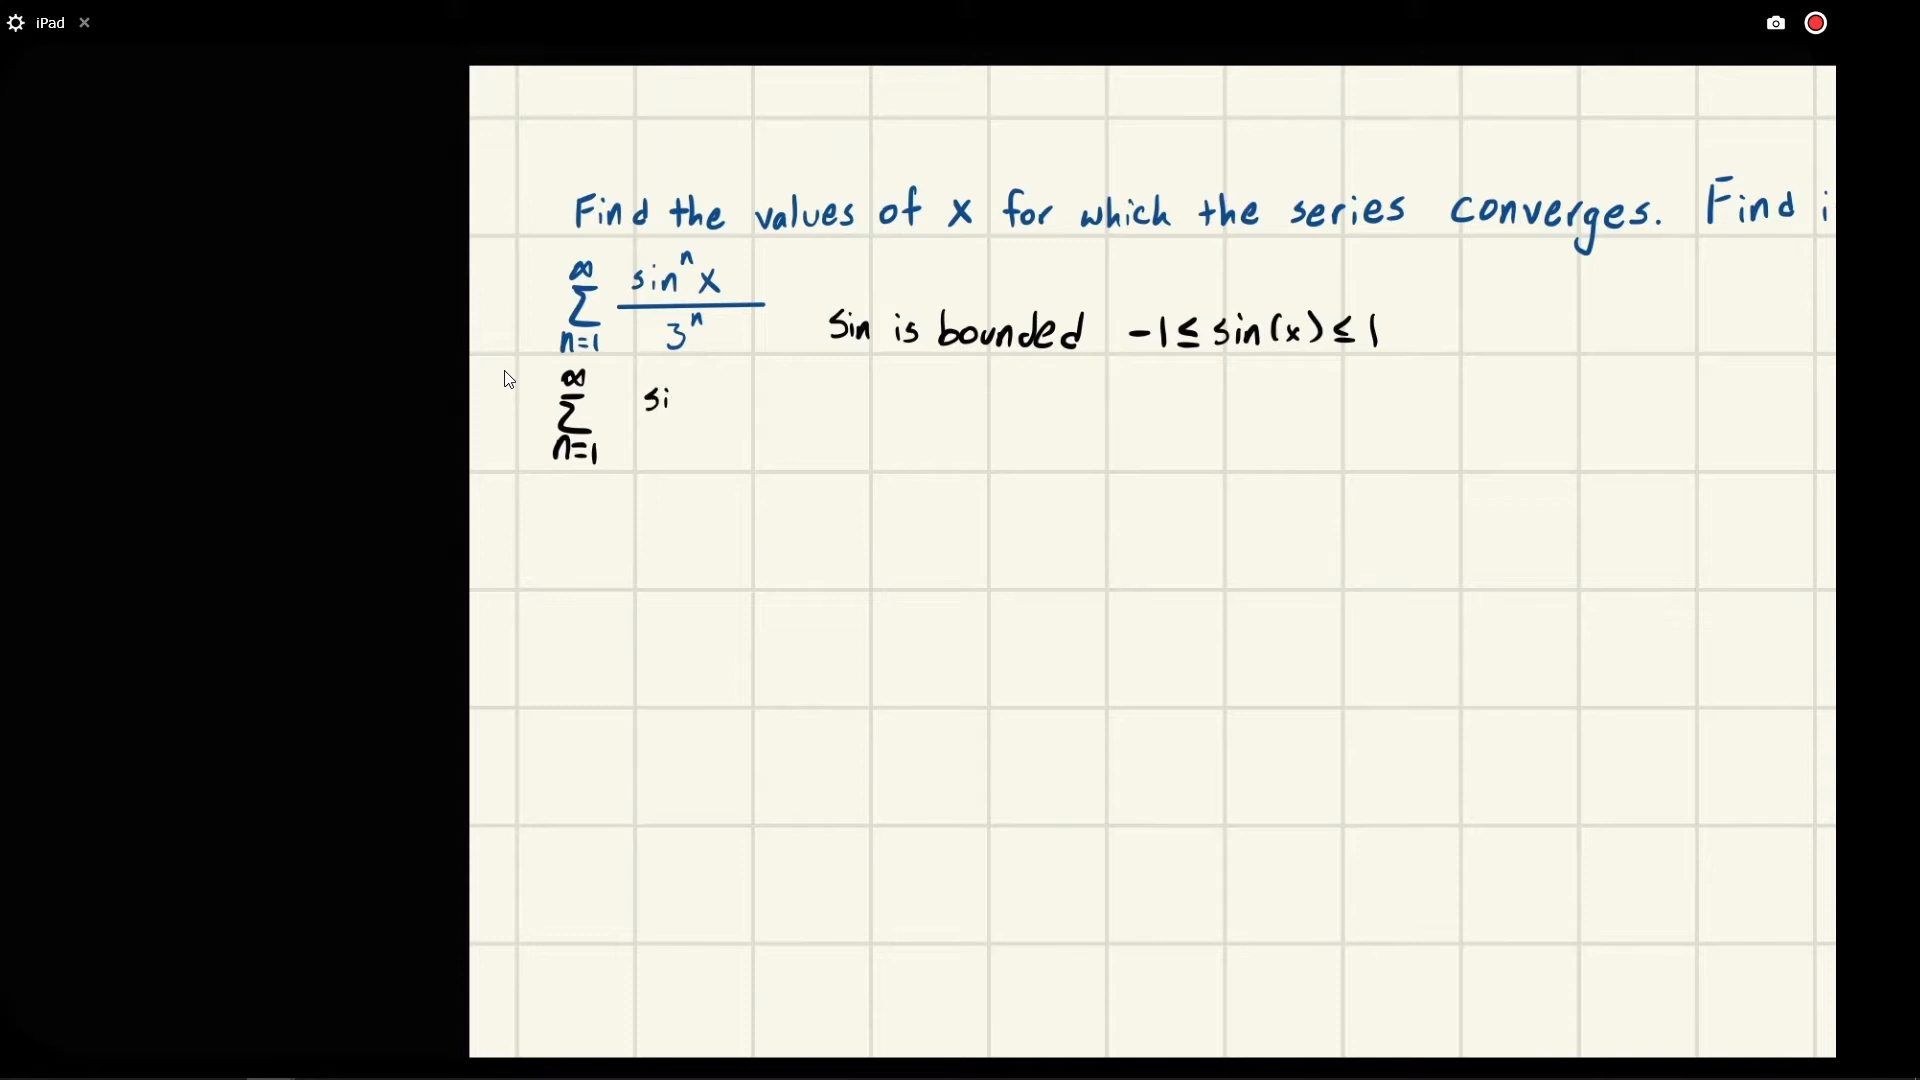 iPad
Find the values of x for which the series converges. Find i
∞ sin^n x
∑
n=1 3^n
sin is bounded -1 ≤ sin(x) ≤ 1
∞
∑ si
n=1